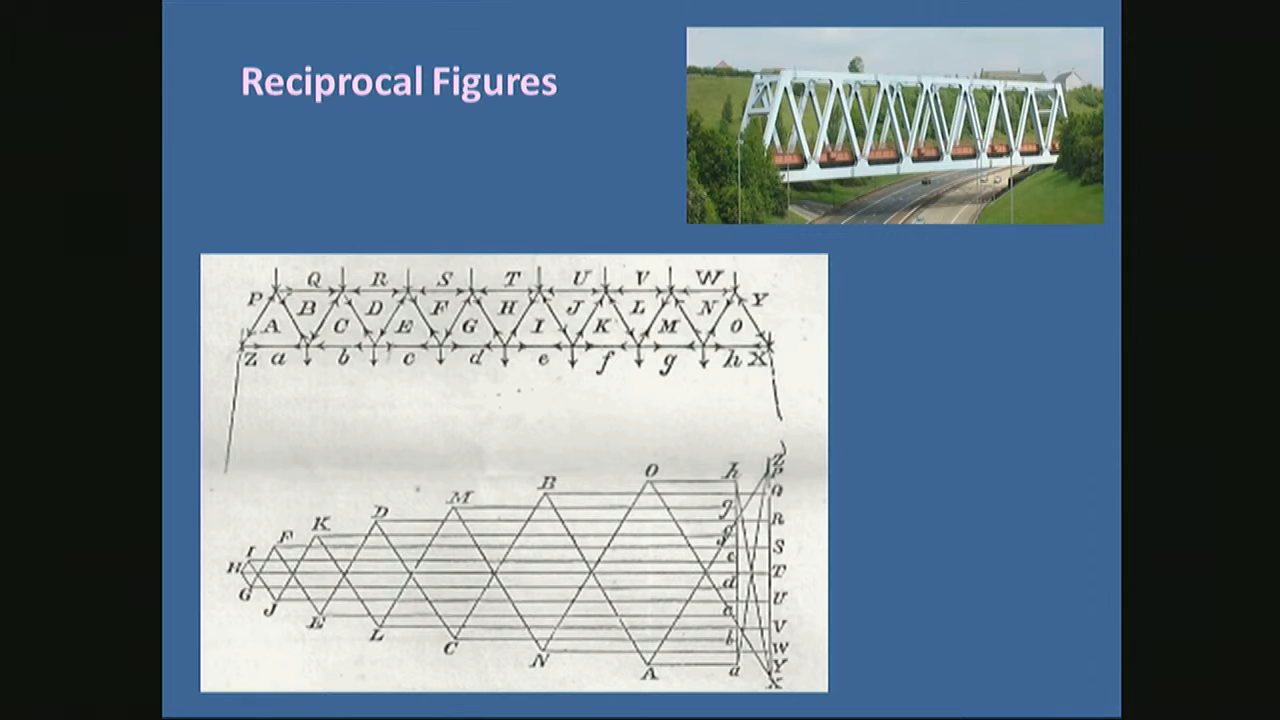 Reciprocal Figures
Q R S T U V W
P B D F H J L N Y
A C E G I K M O
Z a b c d e f g h X
O h Z
B P
M g Q
D R
K
F S
I c
H d T
G U
J
E V
L b W
C Y
N A a X